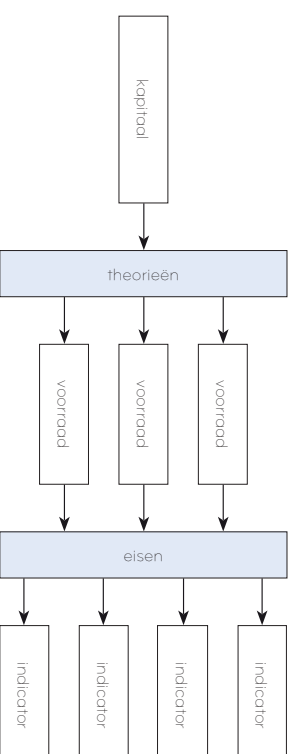 kapitaal
theorieën
voorraad
voorraad
voorraad
eisen
indicator
indicator
indicator
indicator